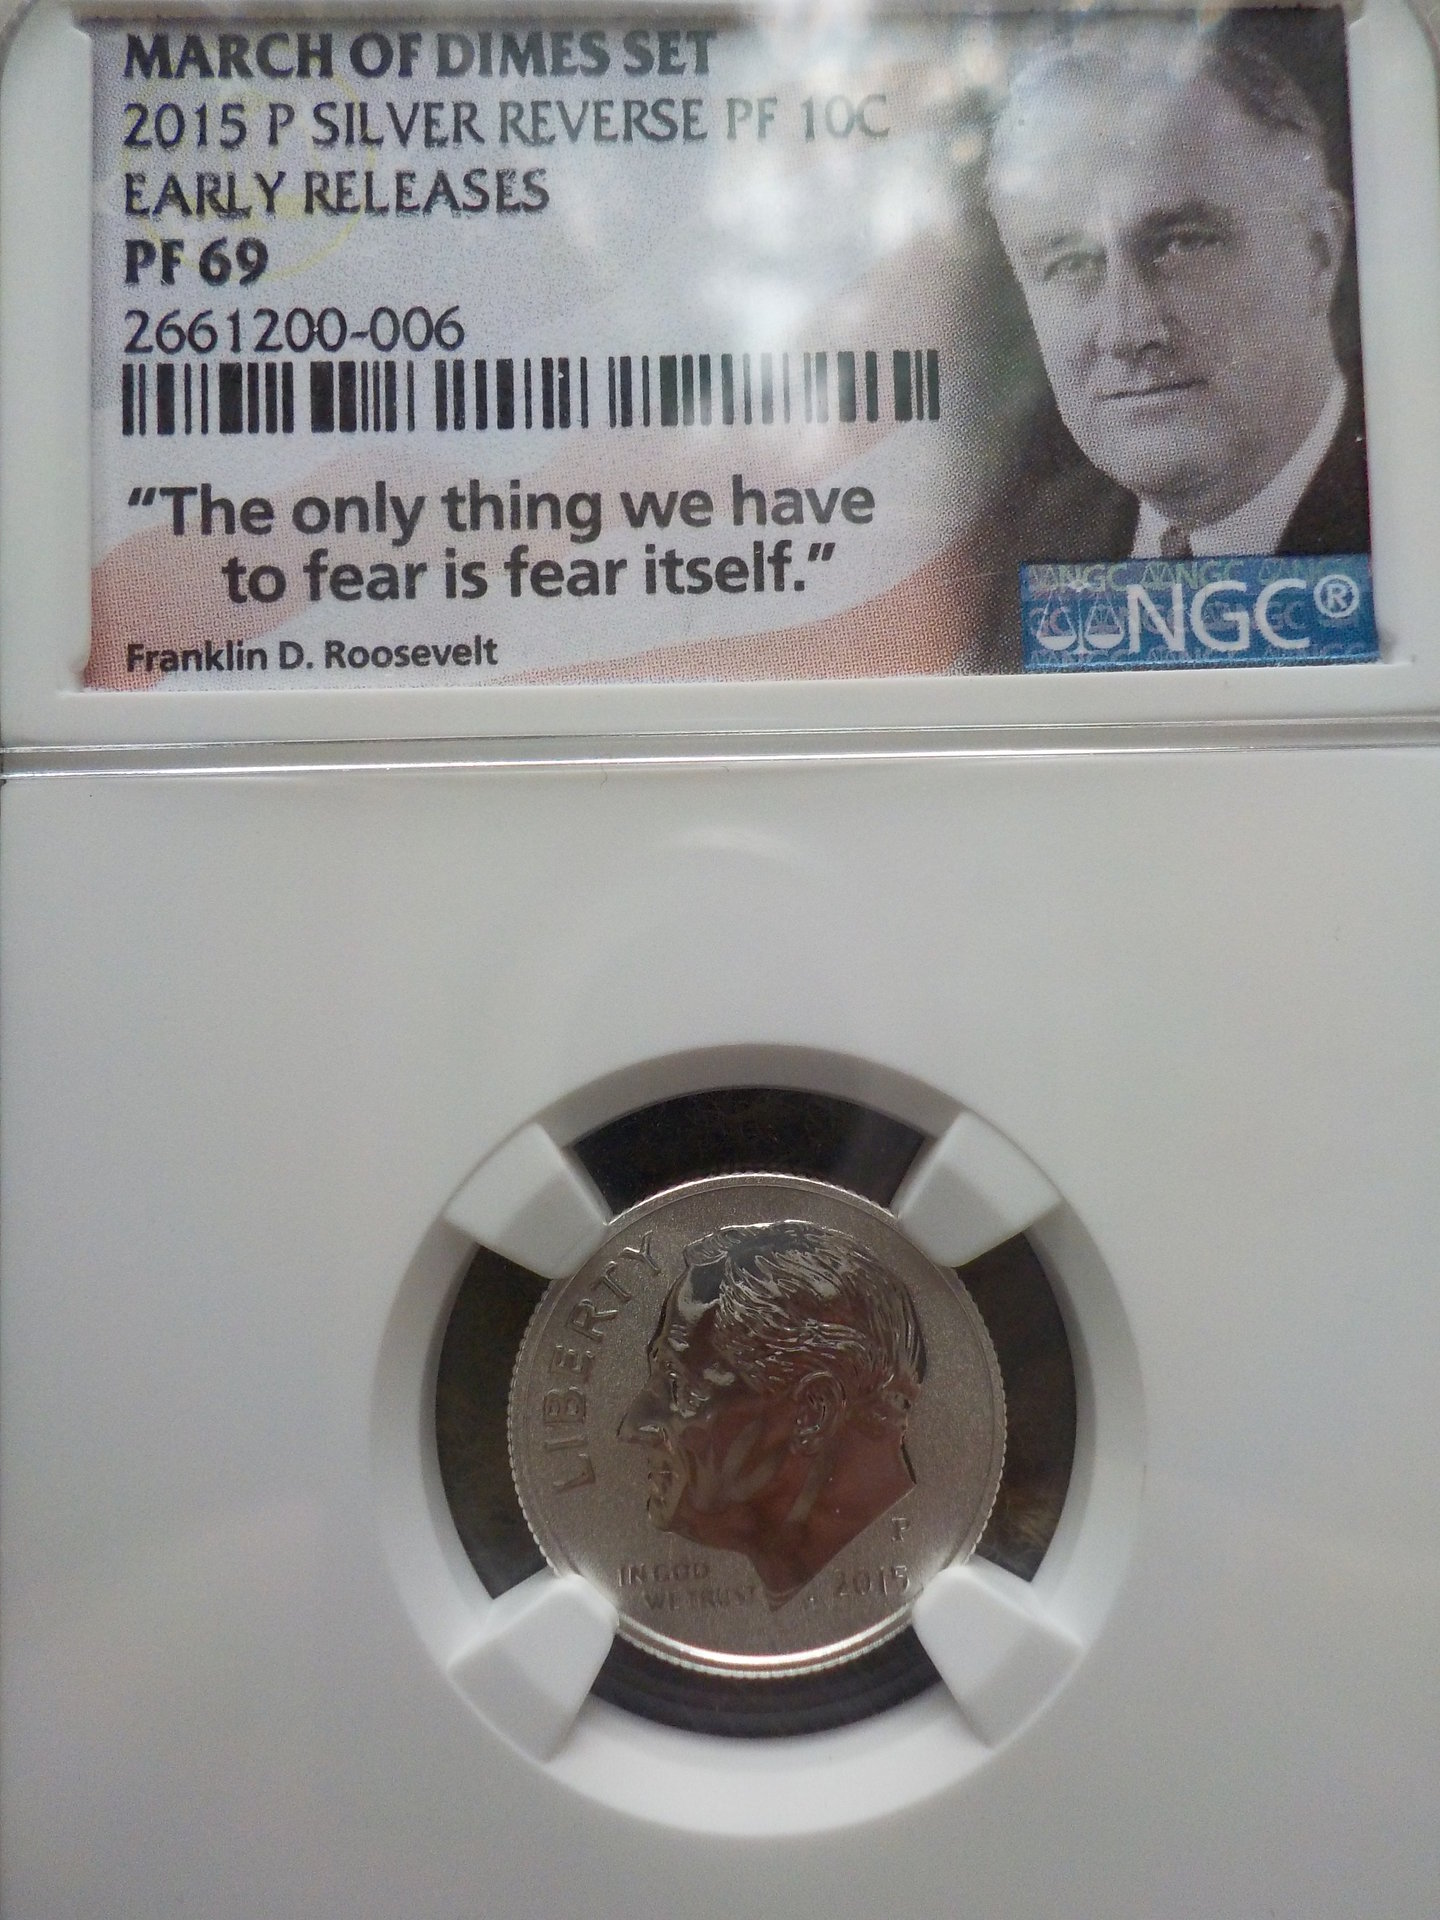 MARCH OF DIMES SET
2015 P SILVER REVERSE PF 10C
EARLY RELEASES
PF 69
2661200-006
“The only thing we have
to fear is fear itself.”
Franklin D. Roosevelt
NGC®
LIBERTY
P
IN GOD
WE TRUST
2015